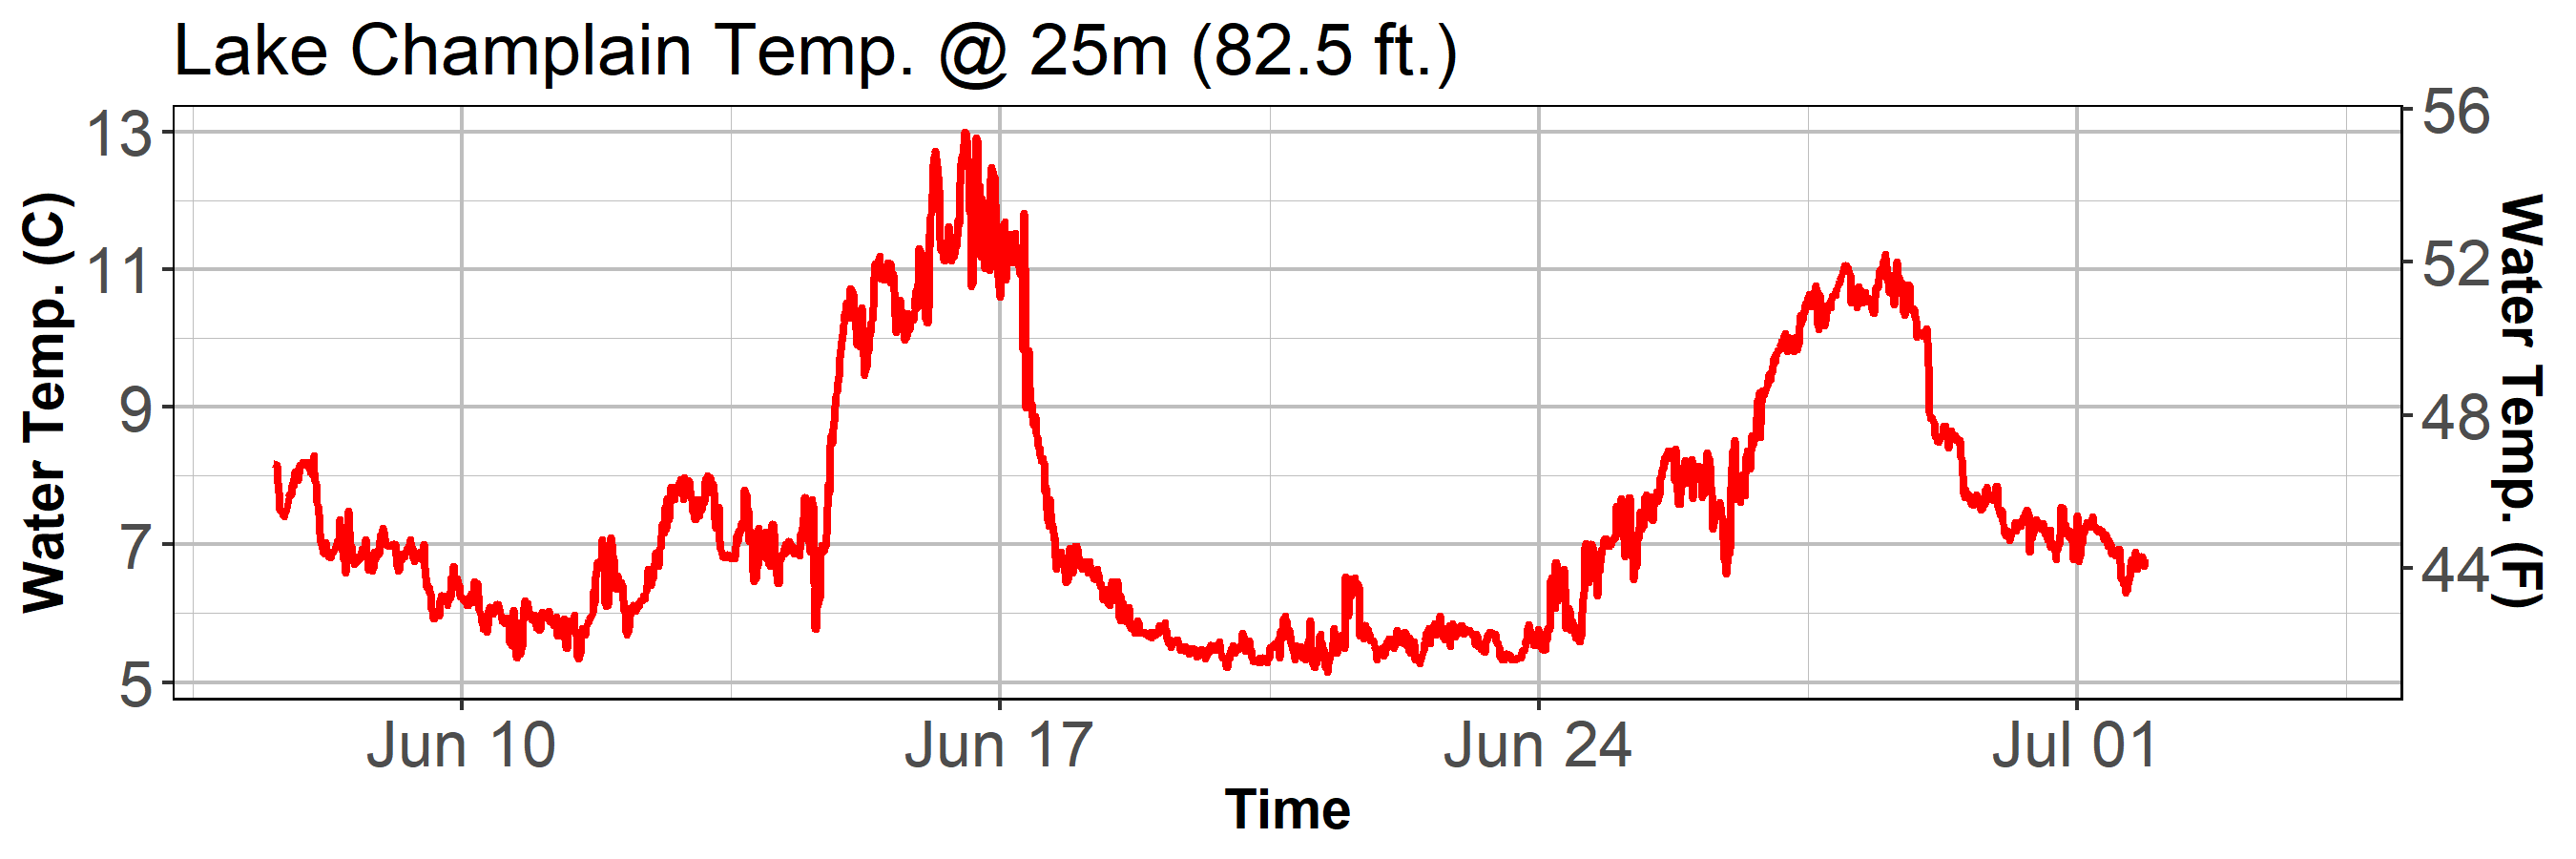 Lake Champlain Temp. @ 25m (82.5 ft.)
Water Temp. (C)
13
11
9
7
5
56
52
48
44
Water Temp. (F)
Jun 10
Jun 17
Jun 24
Jul 01
Time